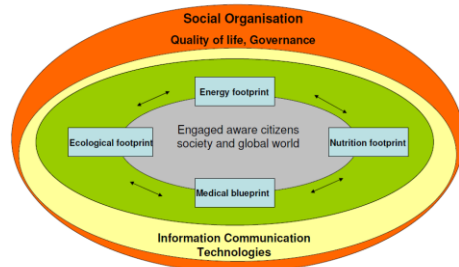 Social Organisation
Quality of life, Governance
Energy footprint
Engaged aware citizens
society and global world
Ecological footprint
Nutrition footprint
Medical blueprint
Information Communication
Technologies